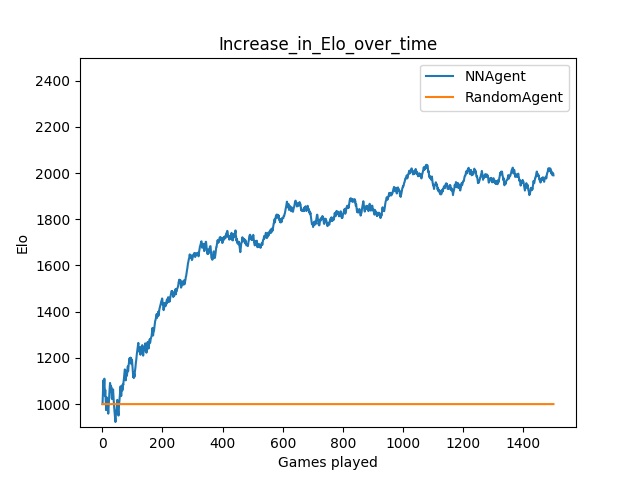 Increase_in_Elo_over_time
NNAgent
RandomAgent
2400
2200
2000
1800
1600
1400
1200
1000
Elo
0 200 400 600 800 1000 1200 1400
Games played